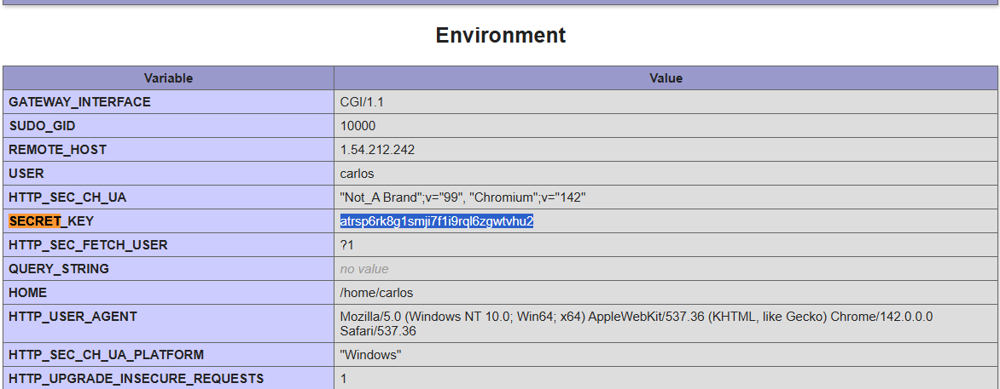 Environment
Variable Value
GATEWAY_INTERFACE CGI/1.1
SUDO_GID 10000
REMOTE_HOST 1.54.212.242
USER carlos
HTTP_SEC_CH_UA "Not_A Brand";v="99", "Chromium";v="142"
SECRET_KEY atrsp6rk8g1smji7f1i9rql6zgwtvhu2
HTTP_SEC_FETCH_USER ?1
QUERY_STRING no value
HOME /home/carlos
HTTP_USER_AGENT Mozilla/5.0 (Windows NT 10.0; Win64; x64) AppleWebKit/537.36 (KHTML, like Gecko) Chrome/142.0.0.0
Safari/537.36
HTTP_SEC_CH_UA_PLATFORM "Windows"
HTTP_UPGRADE_INSECURE_REQUESTS 1